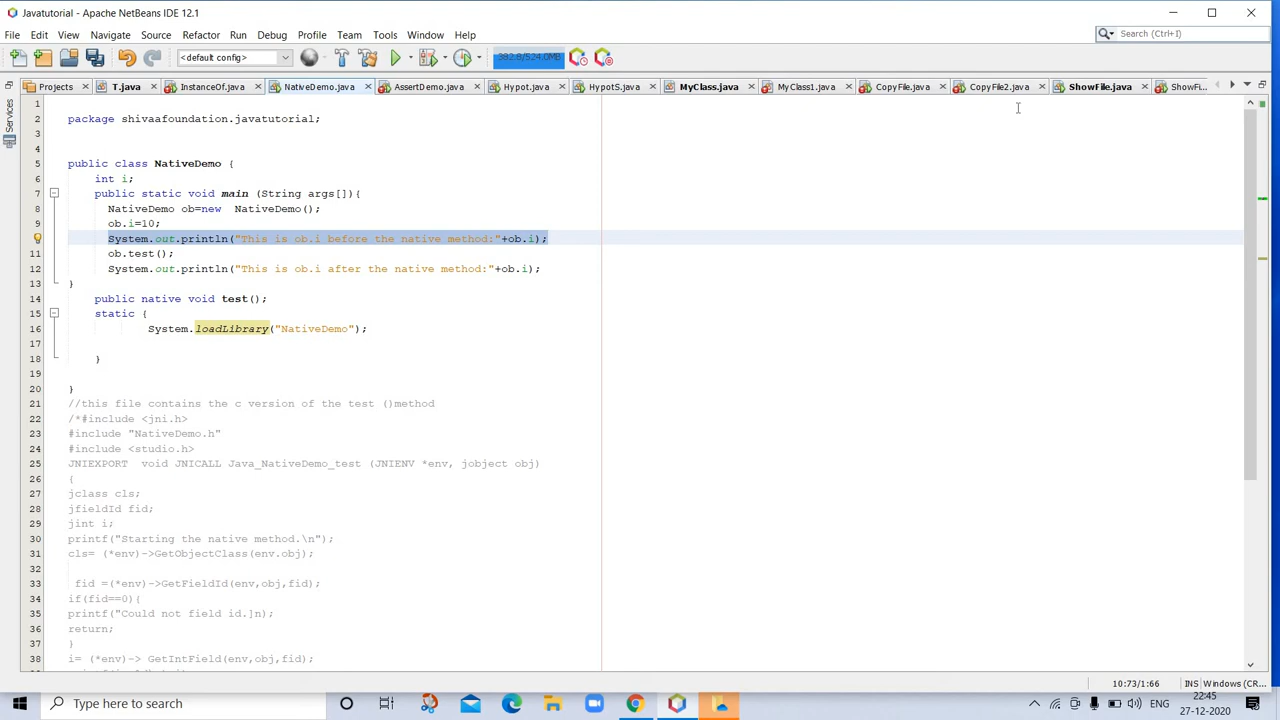 Javatutorial - Apache NetBeans IDE 12.1
File Edit View Navigate Source Refactor Run Debug Profile Team Tools Window Help
Search (Ctrl+I)
<default config>
382.8/524.0MB
Projects T.java InstanceOf.java NativeDemo.java AssertDemo.java Hypot.java HypotS.java MyClass.java MyClass1.java CopyFile.java CopyFile2.java ShowFile.java ShowFi...
Services
1
2 package shivaafoundation.javatutorial;
3
4
5 public class NativeDemo {
6 int i;
7 public static void main (String args[]){
8 NativeDemo ob=new  NativeDemo();
9 ob.i=10;
System.out.println("This is ob.i before the native method:"+ob.i);
11 ob.test();
12 System.out.println("This is ob.i after the native method:"+ob.i);
13 }
14 public native void test();
15 static {
16 System.loadLibrary("NativeDemo");
17
18 }
19
20 }
21 //this file contains the c version of the test ()method
22 /*#include <jni.h>
23 #include "NativeDemo.h"
24 #include <studio.h>
25 JNIEXPORT  void JNICALL Java_NativeDemo_test (JNIENV *env, jobject obj)
26 {
27 jclass cls;
28 jfieldId fid;
29 jint i;
30 printf("Starting the native method.\n");
31 cls= (*env)->GetObjectClass(env.obj);
32
33 fid =(*env)->GetFieldId(env,obj,fid);
34 if(fid==0){
35 printf("Could not field id.]n);
36 return;
37 }
38 i= (*env)-> GetIntField(env,obj,fid);
10:73/1:66 INS Windows (CR...
Type here to search
ENG
22:45
27-12-2020